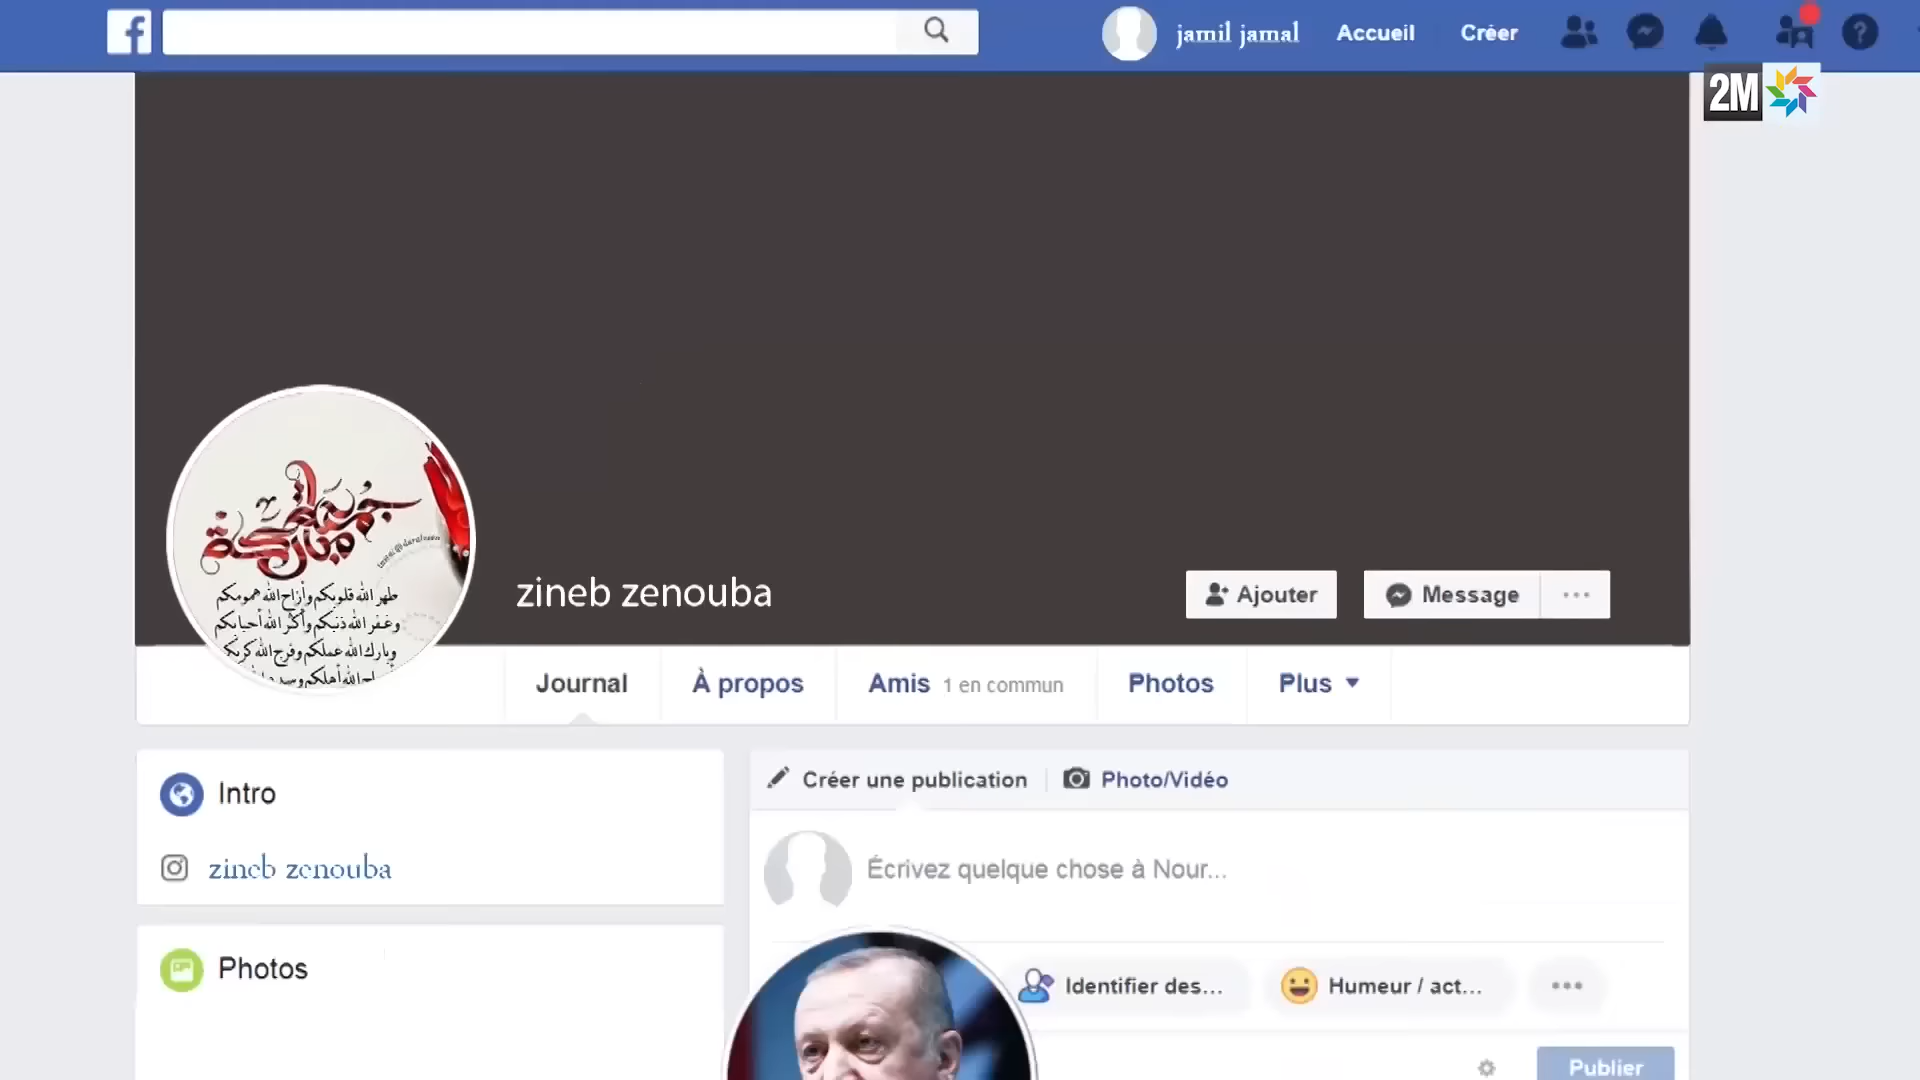 jamil jamal
Accueil
Créer
2M
جمعة مباركة
طهر الله قلوبكم وأزاح الله همومكم
وغفر الله ذنبكم وأكثر الله أحبابكم
وبارك الله عملكم وفرج الله كربكم
zineb zenouba
Ajouter
Message
Journal
À propos
Amis 1 en commun
Photos
Plus
Intro
zineb zenouba
Photos
Créer une publication
Photo/Vidéo
Écrivez quelque chose à Nour...
Identifier des...
Humeur / act...
Publier